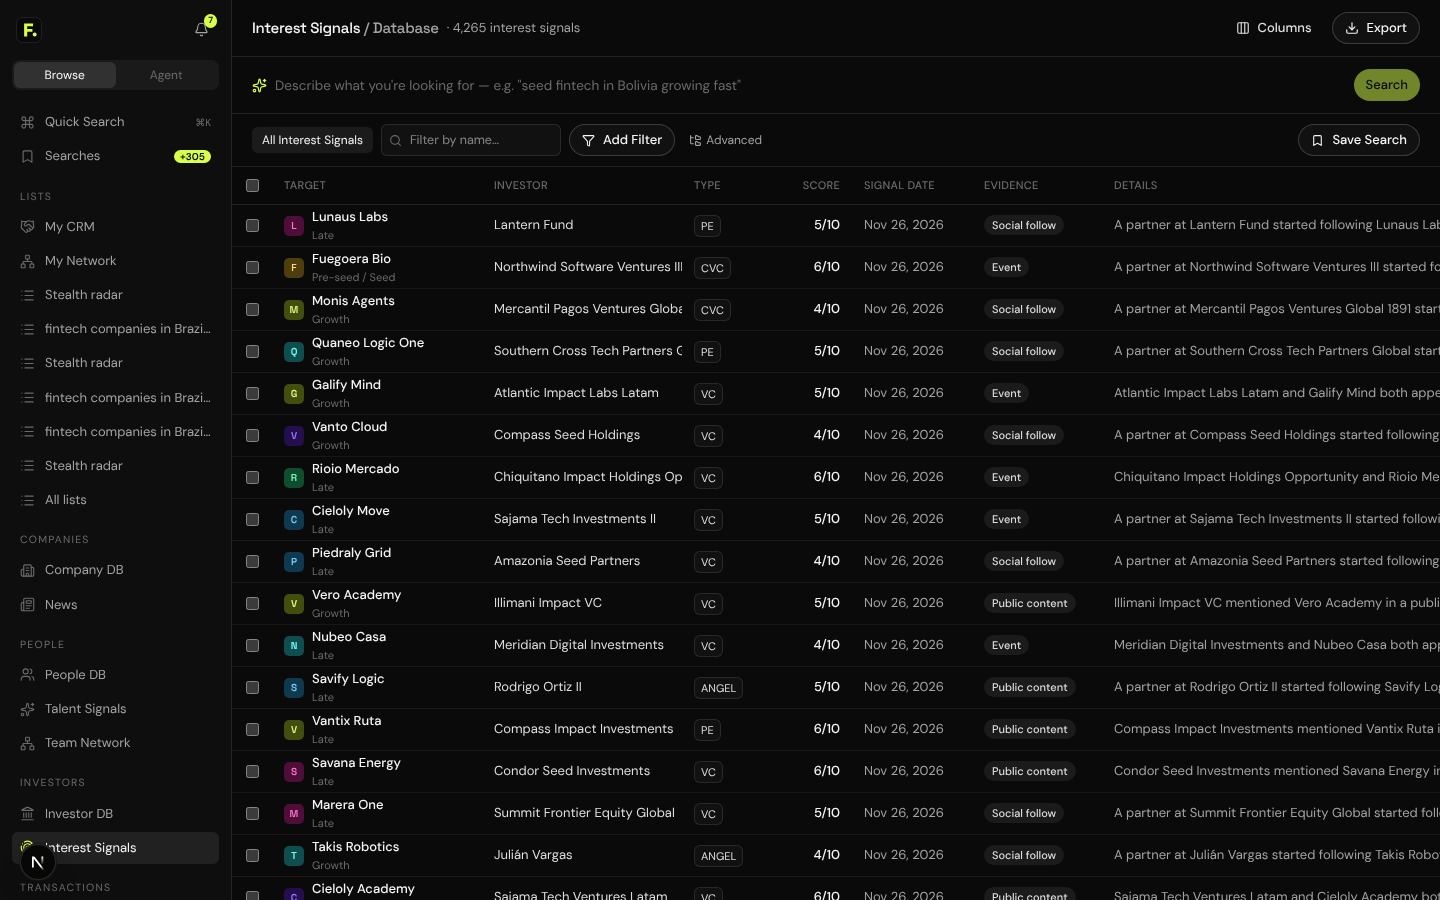 F.
7
Browse
Agent
Quick Search
⌘K
Searches
+305
LISTS
My CRM
My Network
Stealth radar
fintech companies in Brazi...
Stealth radar
fintech companies in Brazi...
fintech companies in Brazi...
Stealth radar
All lists
COMPANIES
Company DB
News
PEOPLE
People DB
Talent Signals
Team Network
INVESTORS
Investor DB
Interest Signals
N
TRANSACTIONS
Interest Signals / Database · 4,265 interest signals
Columns
Export
Describe what you're looking for — e.g. "seed fintech in Bolivia growing fast"
Search
All Interest Signals
Filter by name...
Add Filter
Advanced
Save Search
TARGET INVESTOR TYPE SCORE SIGNAL DATE EVIDENCE DETAILS
L Lunaus Labs Lantern Fund PE 5/10 Nov 26, 2026 Social follow A partner at Lantern Fund started following Lunaus Lab
Late
F Fuegoera Bio Northwind Software Ventures III CVC 6/10 Nov 26, 2026 Event A partner at Northwind Software Ventures III started fo
Pre-seed / Seed
M Monis Agents Mercantil Pagos Ventures Globa CVC 4/10 Nov 26, 2026 Social follow A partner at Mercantil Pagos Ventures Global 1891 start
Growth
Q Quaneo Logic One Southern Cross Tech Partners G PE 5/10 Nov 26, 2026 Social follow A partner at Southern Cross Tech Partners Global start
Growth
G Galify Mind Atlantic Impact Labs Latam VC 5/10 Nov 26, 2026 Event Atlantic Impact Labs Latam and Galify Mind both appe
Growth
V Vanto Cloud Compass Seed Holdings VC 4/10 Nov 26, 2026 Social follow A partner at Compass Seed Holdings started following
Growth
R Rioio Mercado Chiquitano Impact Holdings Op VC 6/10 Nov 26, 2026 Event Chiquitano Impact Holdings Opportunity and Rioio Me
Late
C Cieloly Move Sajama Tech Investments II VC 5/10 Nov 26, 2026 Event A partner at Sajama Tech Investments II started followi
Late
P Piedraly Grid Amazonia Seed Partners VC 4/10 Nov 26, 2026 Social follow A partner at Amazonia Seed Partners started following
Late
V Vero Academy Illimani Impact VC VC 5/10 Nov 26, 2026 Public content Illimani Impact VC mentioned Vero Academy in a publi
Growth
N Nubeo Casa Meridian Digital Investments VC 4/10 Nov 26, 2026 Event Meridian Digital Investments and Nubeo Casa both app
Late
S Savify Logic Rodrigo Ortiz II ANGEL 5/10 Nov 26, 2026 Public content A partner at Rodrigo Ortiz II started following Savify Log
Late
V Vantix Ruta Compass Impact Investments PE 6/10 Nov 26, 2026 Public content Compass Impact Investments mentioned Vantix Ruta i
Late
S Savana Energy Condor Seed Investments VC 6/10 Nov 26, 2026 Public content Condor Seed Investments mentioned Savana Energy in
Late
M Marera One Summit Frontier Equity Global VC 5/10 Nov 26, 2026 Social follow A partner at Summit Frontier Equity Global started foll
Late
T Takis Robotics Julián Vargas ANGEL 4/10 Nov 26, 2026 Social follow A partner at Julián Vargas started following Takis Robo
Growth
C Cieloly Academy Sajama Tech Ventures Latam VC 6/10 Nov 26, 2026 Public content Sajama Tech Ventures Latam and Cieloly Academy bot